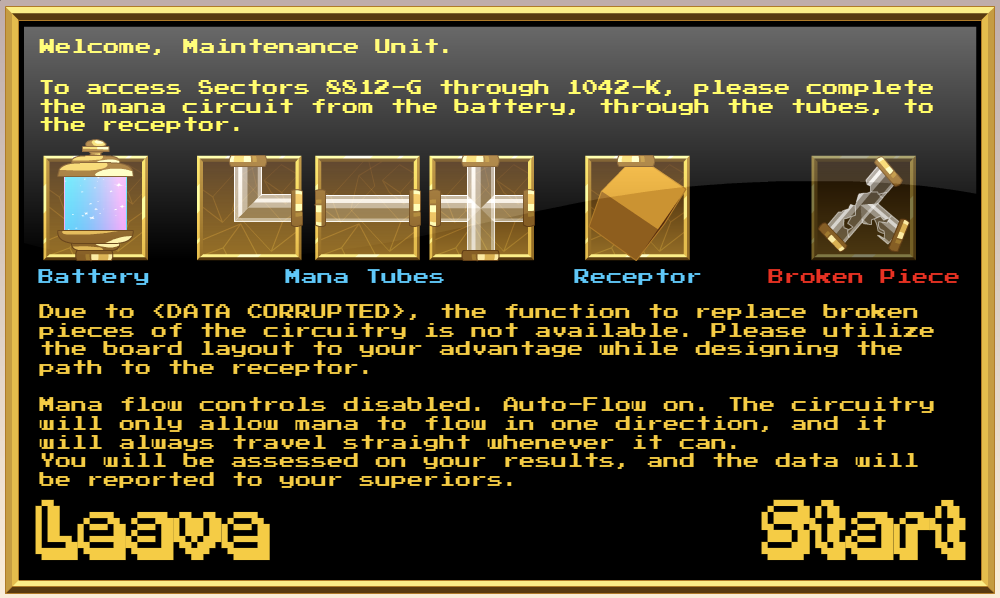 Welcome, Maintenance Unit.
To access Sectors 8812-G through 1042-K, please complete
the mana circuit from the battery, through the tubes, to
the receptor.
Battery
Mana Tubes
Receptor
Broken Piece
Due to <DATA CORRUPTED>, the function to replace broken
pieces of the circuitry is not available. Please utilize
the board layout to your advantage while designing the
path to the receptor.
Mana flow controls disabled. Auto-Flow on. The circuitry
will only allow mana to flow in one direction, and it
will always travel straight whenever it can.
You will be assessed on your results, and the data will
be reported to your superiors.
Leave
Start